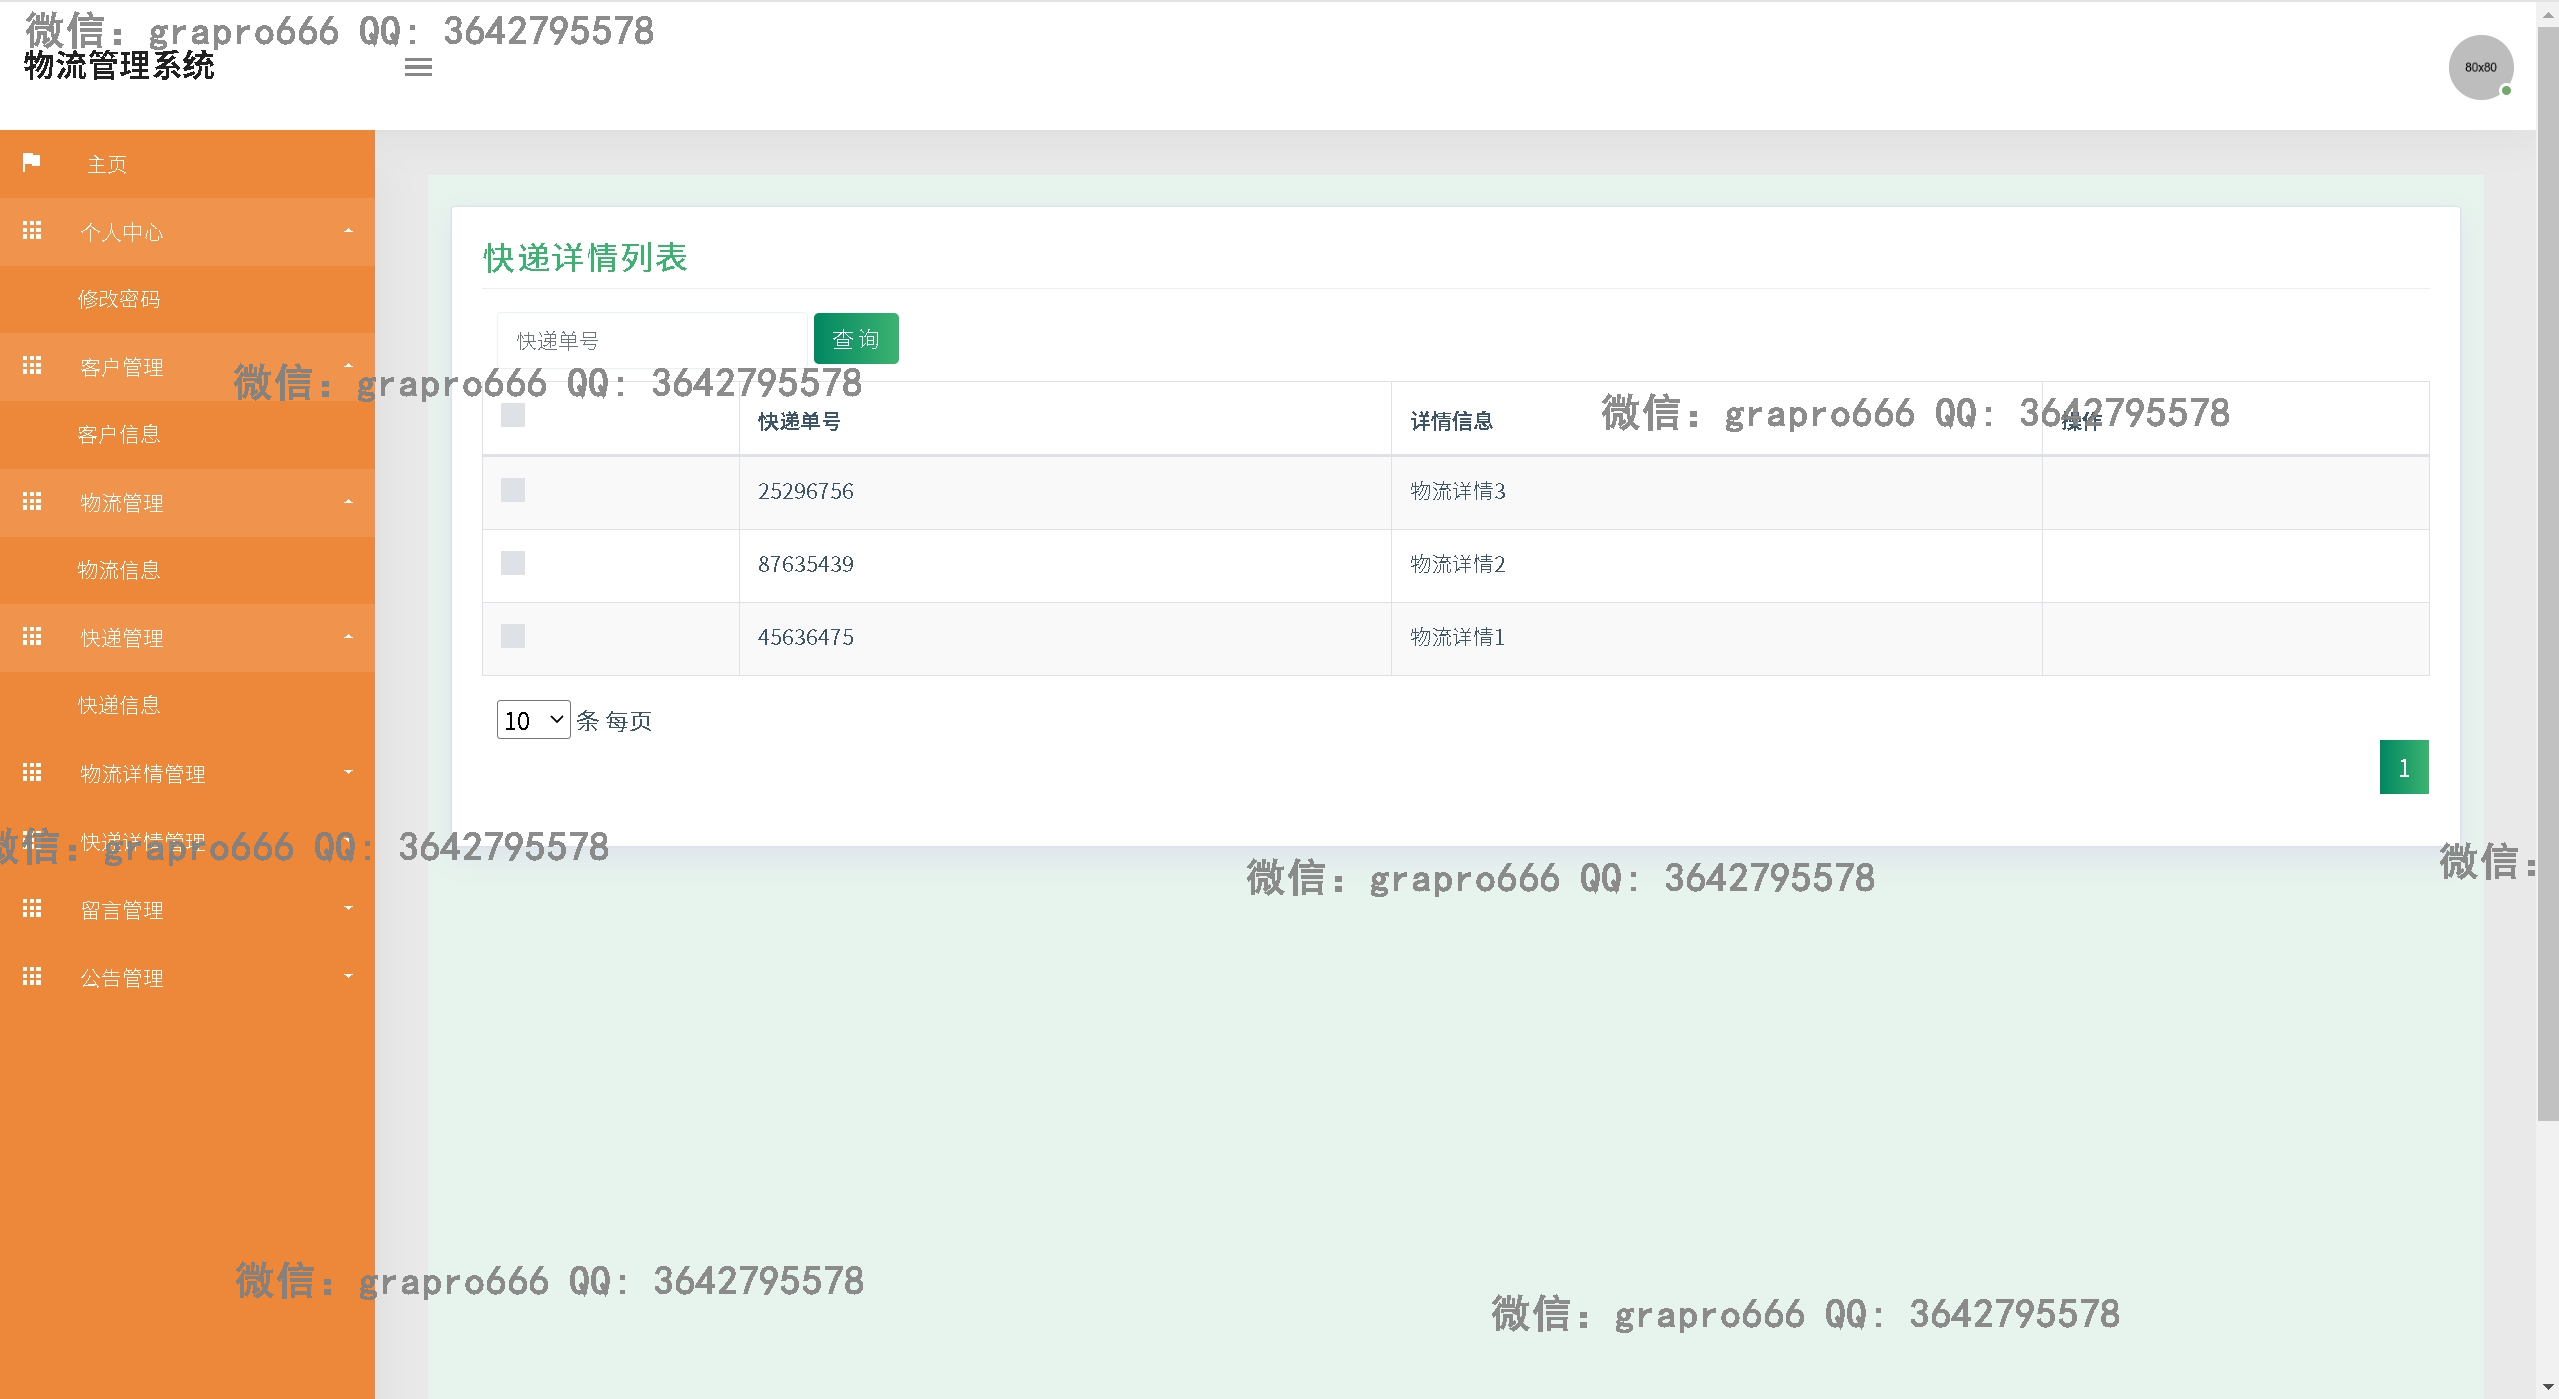 微信：grapro666 QQ：3642795578
物流管理系统
80x80
主页
个人中心
修改密码
客户管理
客户信息
物流管理
物流信息
快递管理
快递信息
物流详情管理
快递详情管理
留言管理
公告管理
快递详情列表
快递单号
查询
微信：grapro666 QQ：3642795578
微信：grapro666 QQ：3642795578
快递单号 详情信息 操作
25296756 物流详情3
87635439 物流详情2
45636475 物流详情1
10 条 每页
1
微信：grapro666 QQ：3642795578
微信：grapro666 QQ：3642795578
微信：
微信：grapro666 QQ：3642795578
微信：grapro666 QQ：3642795578